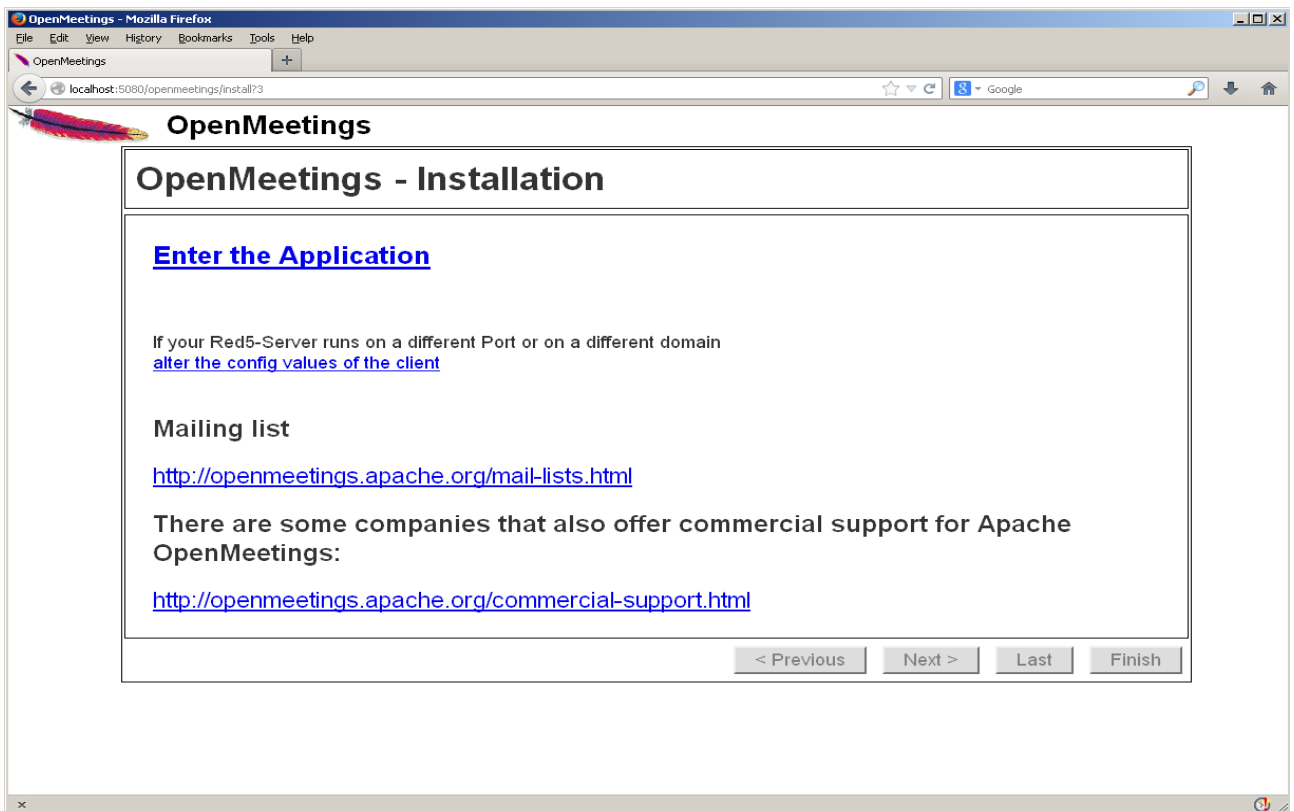 OpenMeetings - Mozilla Firefox
File Edit View History Bookmarks Tools Help
OpenMeetings
localhost:5080/openmeetings/install?3
8 Google
OpenMeetings
OpenMeetings - Installation
Enter the Application
If your Red5-Server runs on a different Port or on a different domain
alter the config values of the client
Mailing list
http://openmeetings.apache.org/mail-lists.html
There are some companies that also offer commercial support for Apache
OpenMeetings:
http://openmeetings.apache.org/commercial-support.html
< Previous Next > Last Finish